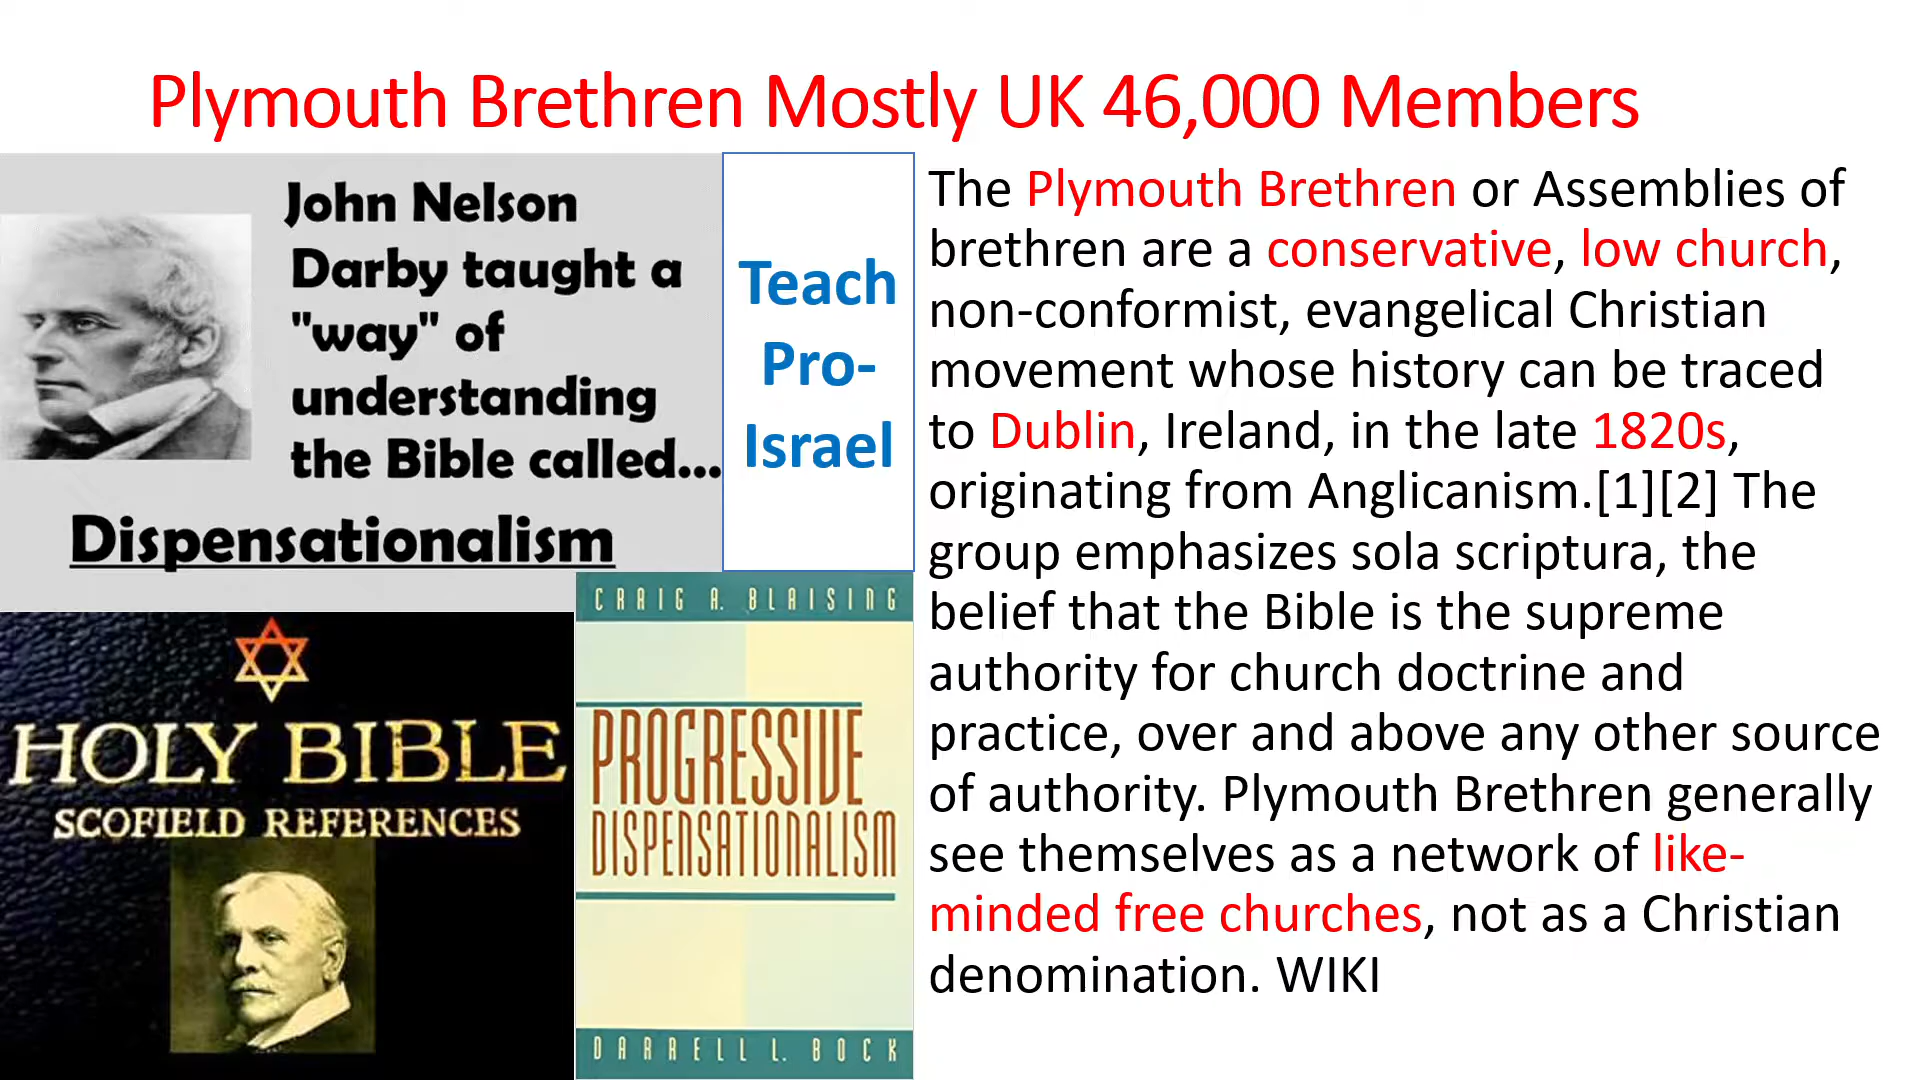 Plymouth Brethren Mostly UK 46,000 Members
John Nelson
Darby taught a
"way" of
understanding
the Bible called...
Dispensationalism
Teach
Pro-
Israel
HOLY BIBLE
SCOFIELD REFERENCES
CRAIG A. BLAISING
PROGRESSIVE
DISPENSATIONALISM
DARRELL L. BOCK
The Plymouth Brethren or Assemblies of
brethren are a conservative, low church,
non-conformist, evangelical Christian
movement whose history can be traced
to Dublin, Ireland, in the late 1820s,
originating from Anglicanism.[1][2] The
group emphasizes sola scriptura, the
belief that the Bible is the supreme
authority for church doctrine and
practice, over and above any other source
of authority. Plymouth Brethren generally
see themselves as a network of like-
minded free churches, not as a Christian
denomination. WIKI